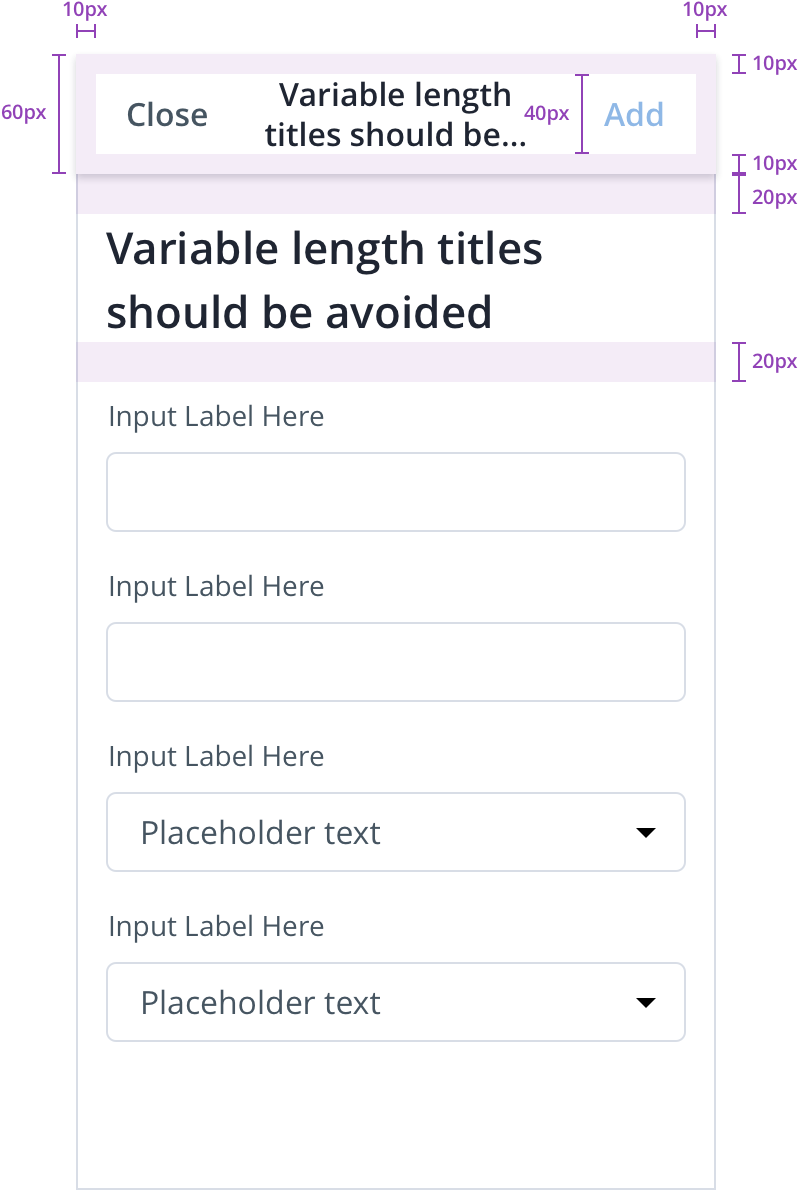 10px
10px
10px
60px
Close
Variable length
titles should be...
40px
Add
10px
20px
Variable length titles
should be avoided
20px
Input Label Here
Input Label Here
Input Label Here
Placeholder text
Input Label Here
Placeholder text